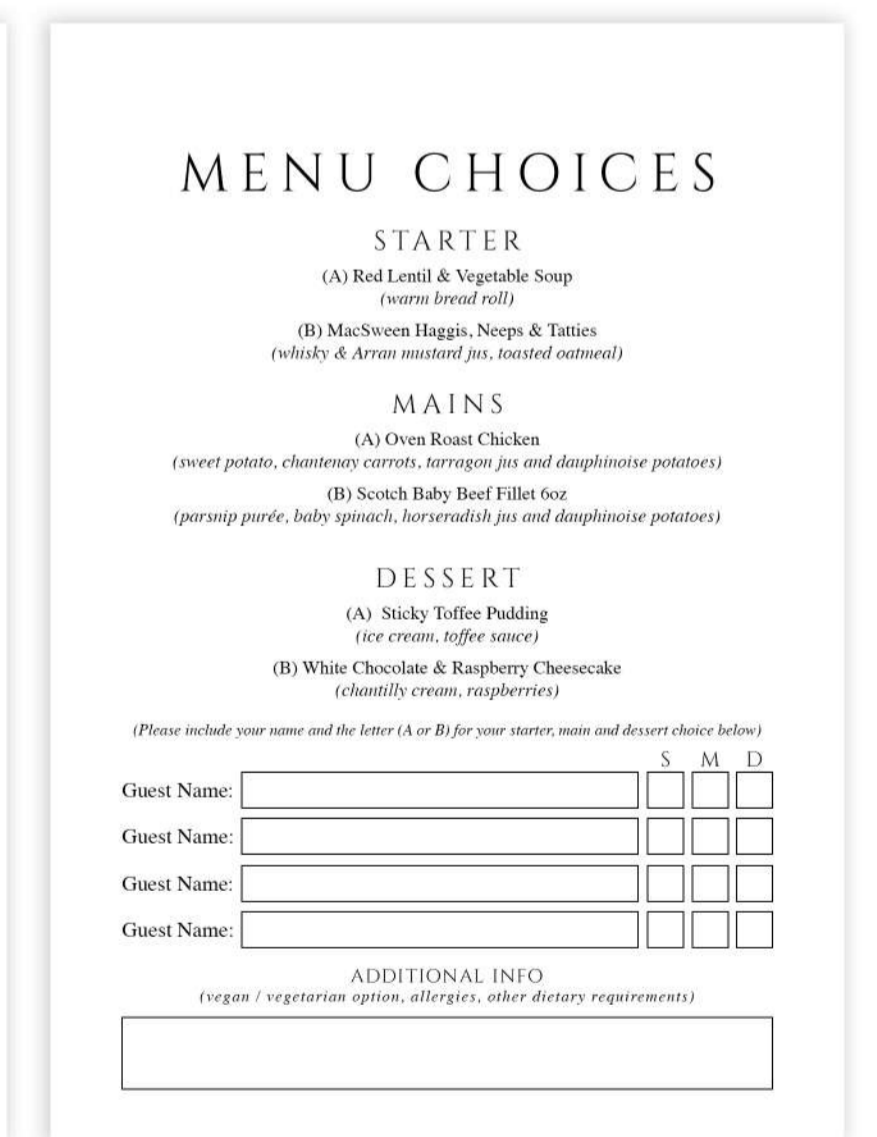 MENU CHOICES
STARTER
(A) Red Lentil & Vegetable Soup
(warm bread roll)
(B) MacSween Haggis, Neeps & Tatties
(whisky & Arran mustard jus, toasted oatmeal)
MAINS
(A) Oven Roast Chicken
(sweet potato, chantenay carrots, tarragon jus and dauphinoise potatoes)
(B) Scotch Baby Beef Fillet 6oz
(parsnip purée, baby spinach, horseradish jus and dauphinoise potatoes)
DESSERT
(A) Sticky Toffee Pudding
(ice cream, toffee sauce)
(B) White Chocolate & Raspberry Cheesecake
(chantilly cream, raspberries)
(Please include your name and the letter (A or B) for your starter, main and dessert choice below)
S M D
Guest Name:
Guest Name:
Guest Name:
Guest Name:
ADDITIONAL INFO
(vegan / vegetarian option, allergies, other dietary requirements)